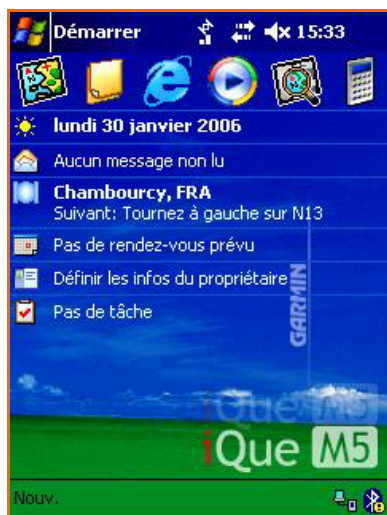 Démarrer 15:33
lundi 30 janvier 2006
Aucun message non lu
Chambourcy, FRA
Suivant: Tournez à gauche sur N13
Pas de rendez-vous prévu
Définir les infos du propriétaire
Pas de tâche
GARMIN
iQue M5
iQue M5
Nouv.